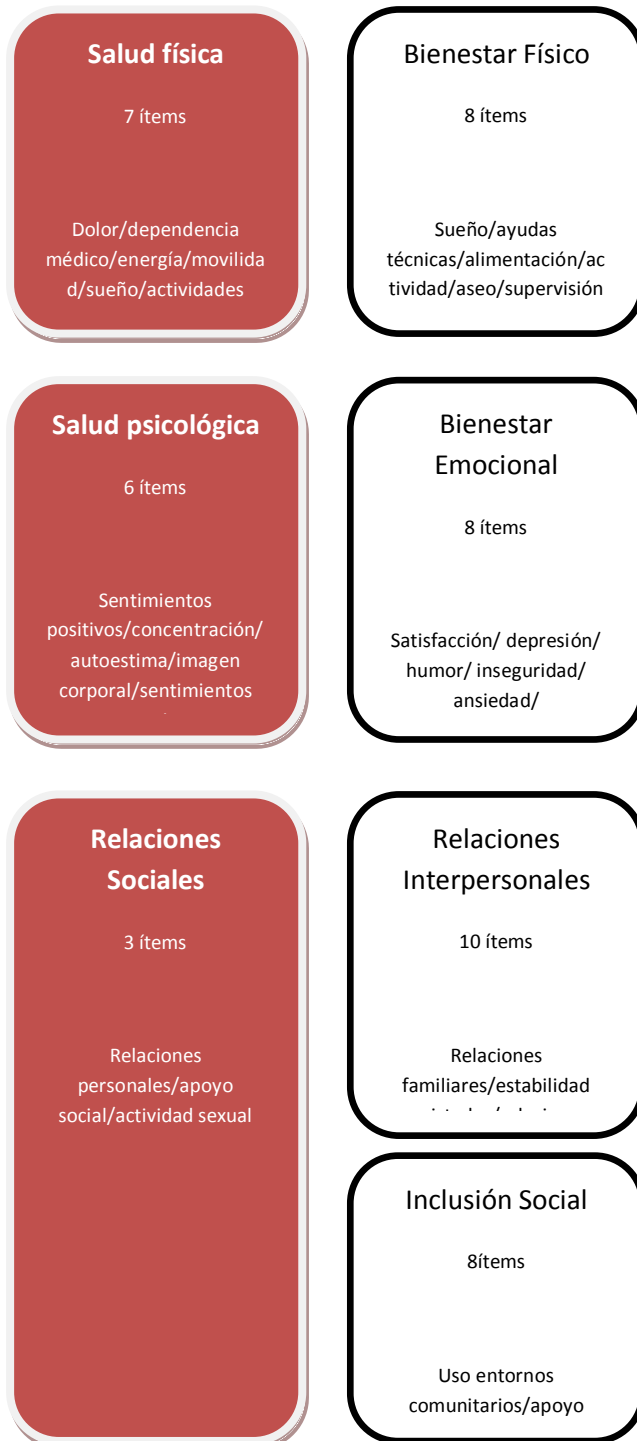 Salud física
7 ítems
Dolor/dependencia
médico/energía/movilida
d/sueño/actividades
Bienestar Físico
8 ítems
Sueño/ayudas
técnicas/alimentación/ac
tividad/aseo/supervisión
Salud psicológica
6 ítems
Sentimientos
positivos/concentración/
autoestima/imagen
corporal/sentimientos
Bienestar
Emocional
8 ítems
Satisfacción/ depresión/
humor/ inseguridad/
ansiedad/
Relaciones
Sociales
3 ítems
Relaciones
personales/apoyo
social/actividad sexual
Relaciones
Interpersonales
10 ítems
Relaciones
familiares/estabilidad
Inclusión Social
8ítems
Uso entornos
comunitarios/apoyo